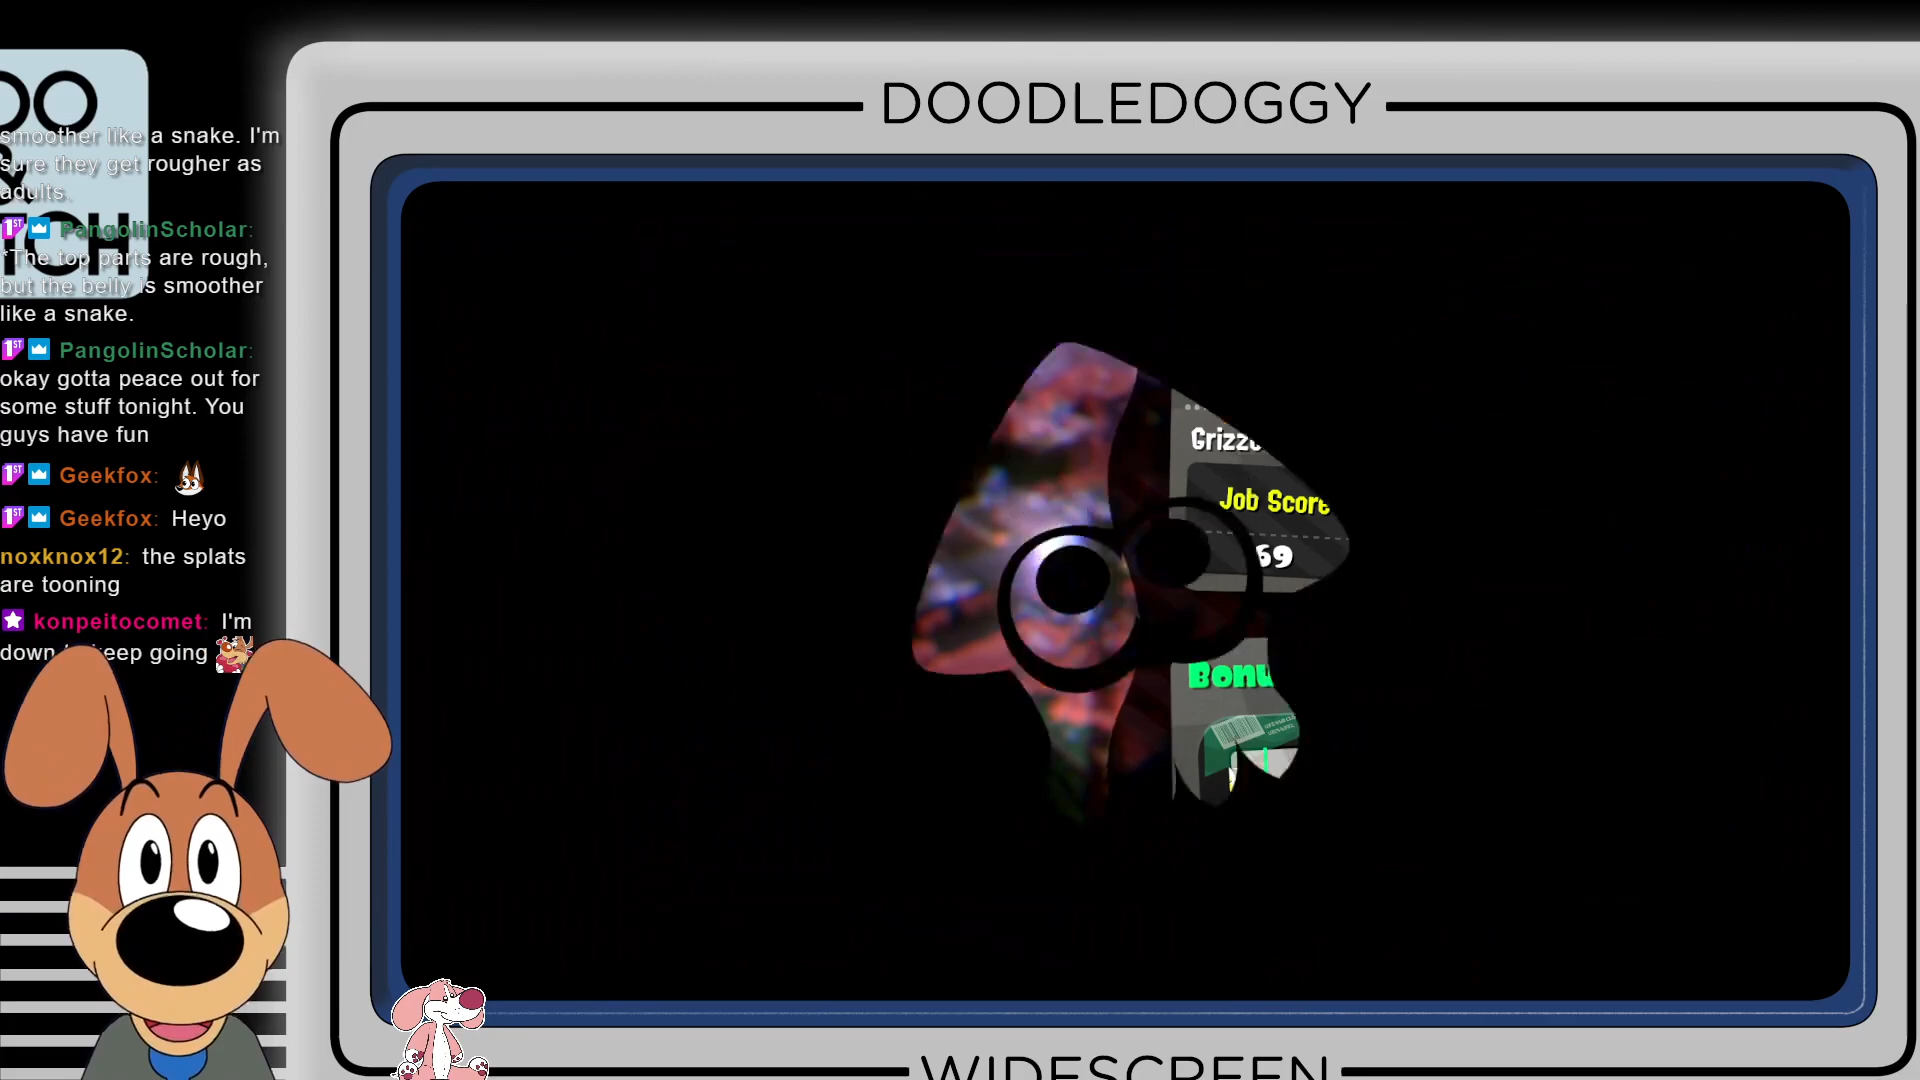 DOODLEDOGGY
smoother like a snake. I'm
sure they get rougher as
adults.
PangolinScholar:
*The top parts are rough,
but the belly is smoother
like a snake.
PangolinScholar:
okay gotta peace out for
some stuff tonight. You
guys have fun
Geekfox:
Geekfox: Heyo
noxknox12: the splats
are tooning
konpeitocomet: I'm
down keep going
Job Score
69
WIDESCREEN